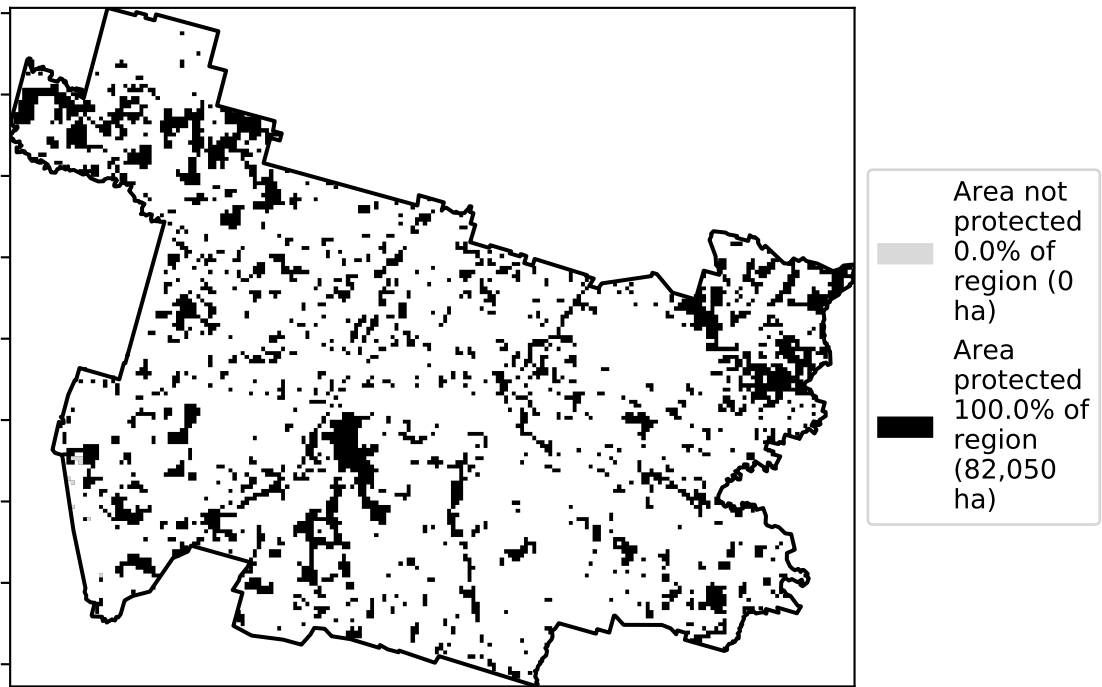 Area not
protected
0.0% of
region (0
ha)
Area
protected
100.0% of
region
(82,050
ha)